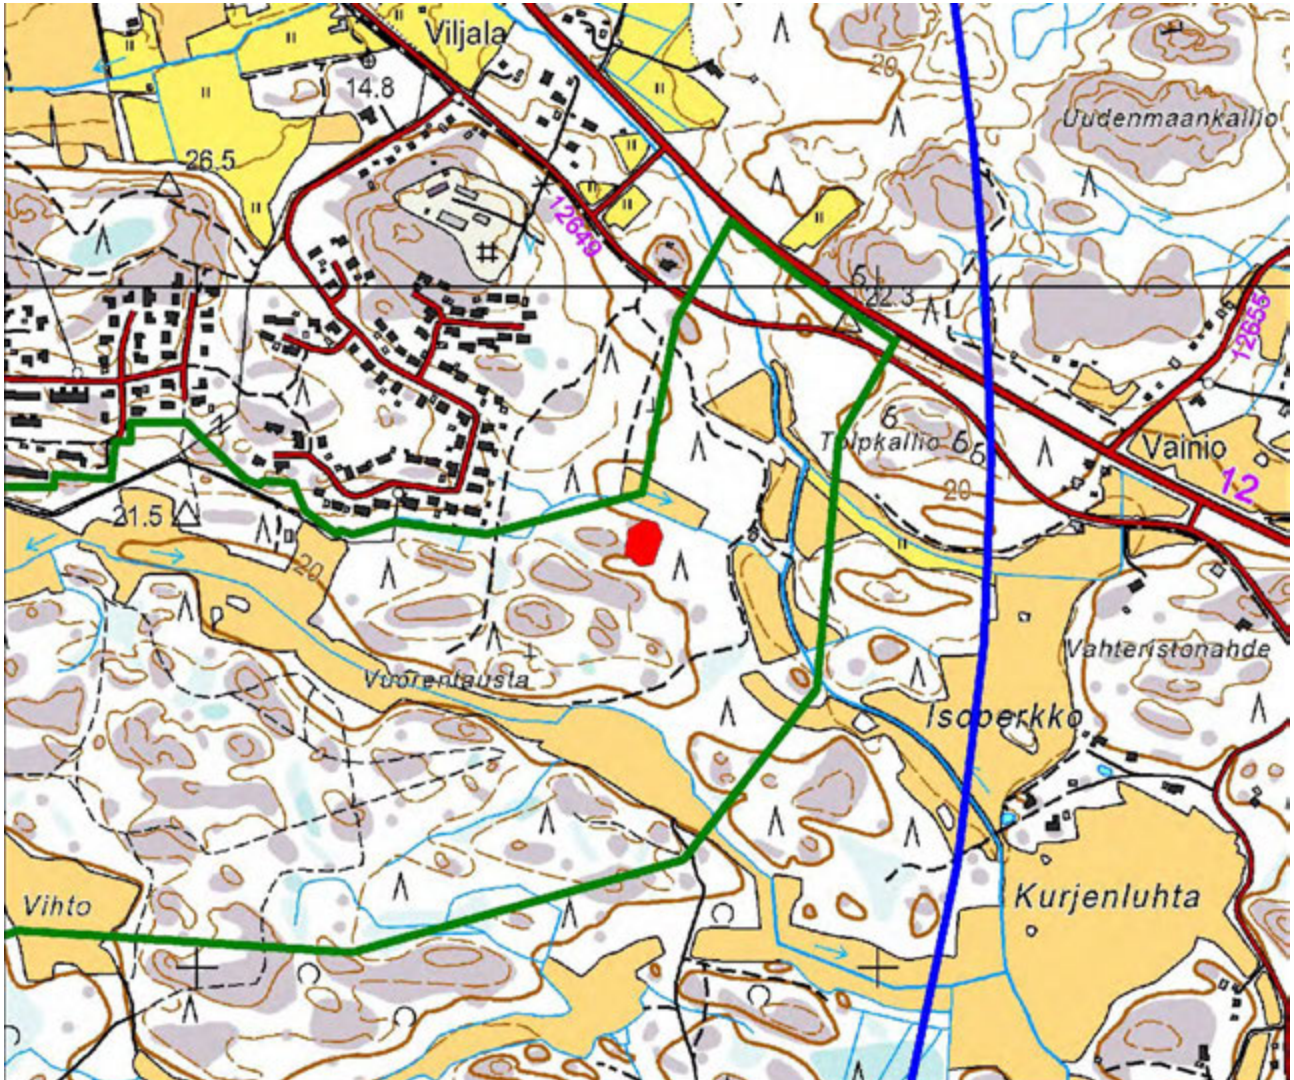 Viljala
20
14.8
Uudenmaankallio
26.5
12649
22.3
12655
Tolpkallio
Vainio
12
20
21.5
20
Vuorentausta
Vahteristonahde
Isoperkko
Vihto
Kurjenluhta